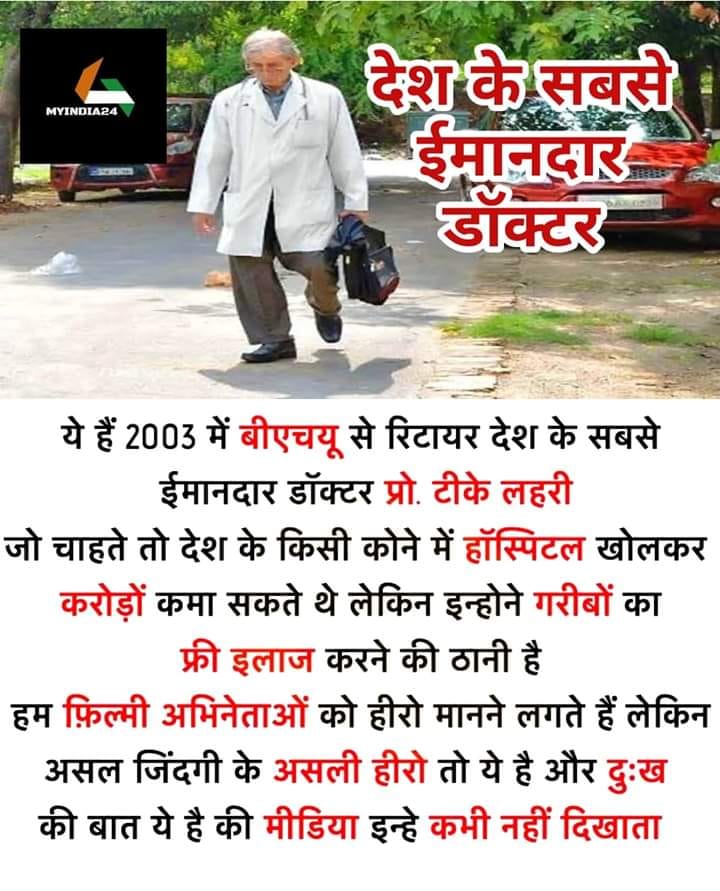 MYINDIA24
देश के सबसे
ईमानदार
डॉक्टर
ये हैं 2003 में बीएचयू से रिटायर देश के सबसे
ईमानदार डॉक्टर प्रो. टीके लहरी
जो चाहते तो देश के किसी कोने में हॉस्पिटल खोलकर
करोड़ों कमा सकते थे लेकिन इन्होने गरीबों का
फ्री इलाज करने की ठानी है
हम फ़िल्मी अभिनेताओं को हीरो मानने लगते हैं लेकिन
असल जिंदगी के असली हीरो तो ये है और दुःख
की बात ये है की मीडिया इन्हे कभी नहीं दिखाता